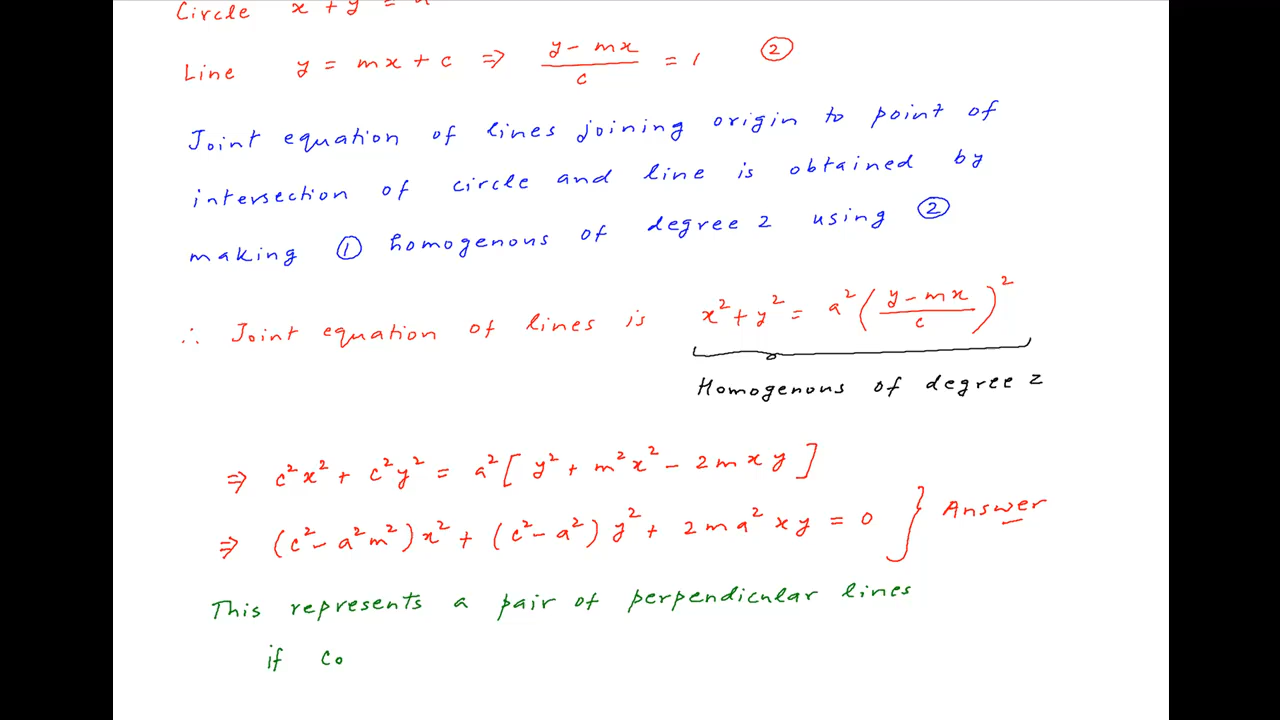 Circle x + y = a
Line y = mx + c ⇒ (y - mx)/c = 1 ②
Joint equation of lines joining origin to point of
intersection of circle and line is obtained by
making ① homogenous of degree 2 using ②
∴ Joint equation of lines is x² + y² = a² ((y - mx)/c)²
Homogenous of degree 2
⇒ c²x² + c²y² = a² [ y² + m²x² - 2mxy ]
⇒ (c² - a²m²)x² + (c² - a²) y² + 2ma² xy = 0 } Answer
This represents a pair of perpendicular lines
if co